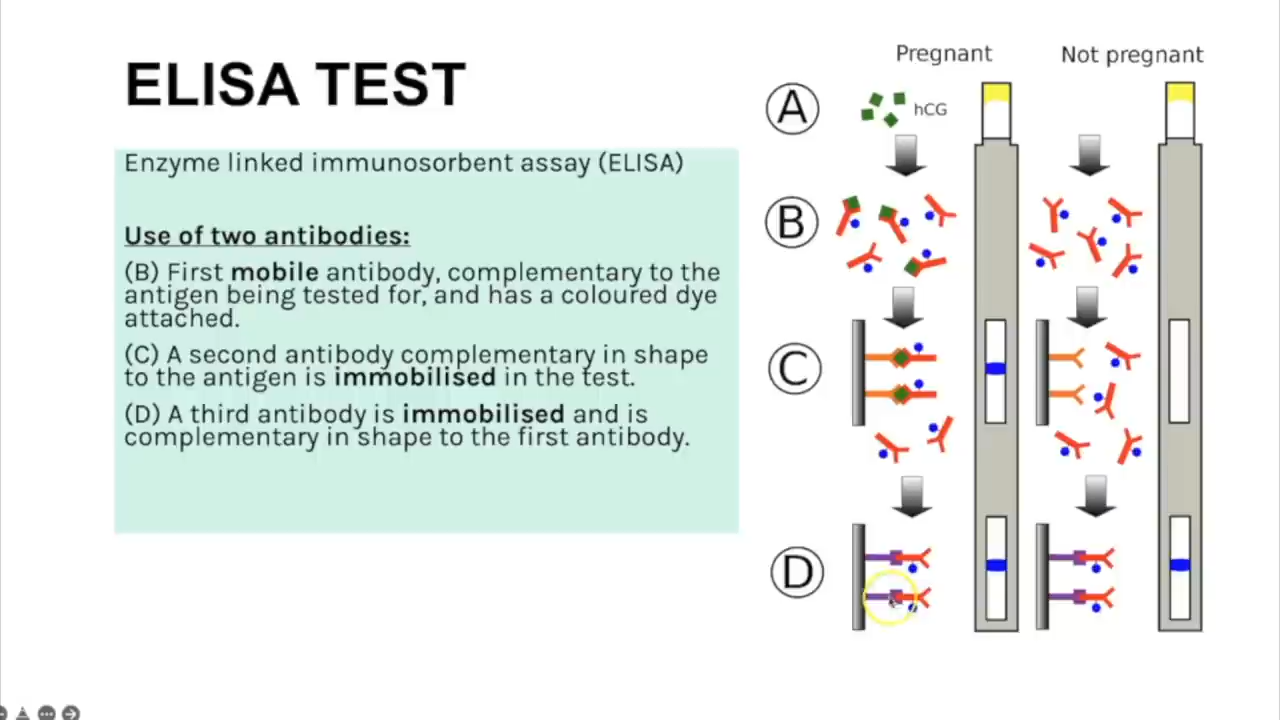 ELISA TEST
Enzyme linked immunosorbent assay (ELISA)
Use of two antibodies:
(B) First mobile antibody, complementary to the
antigen being tested for, and has a coloured dye
attached.
(C) A second antibody complementary in shape
to the antigen is immobilised in the test.
(D) A third antibody is immobilised and is
complementary in shape to the first antibody.
Pregnant
Not pregnant
A
hCG
B
C
D